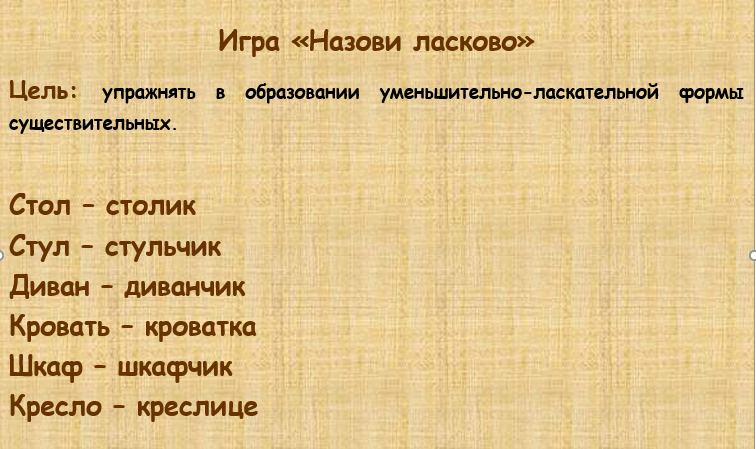 Игра «Назови ласково»
Цель: упражнять в образовании уменьшительно-ласкательной формы
существительных.
Стол – столик
Стул – стульчик
Диван – диванчик
Кровать – кроватка
Шкаф – шкафчик
Кресло – креслице